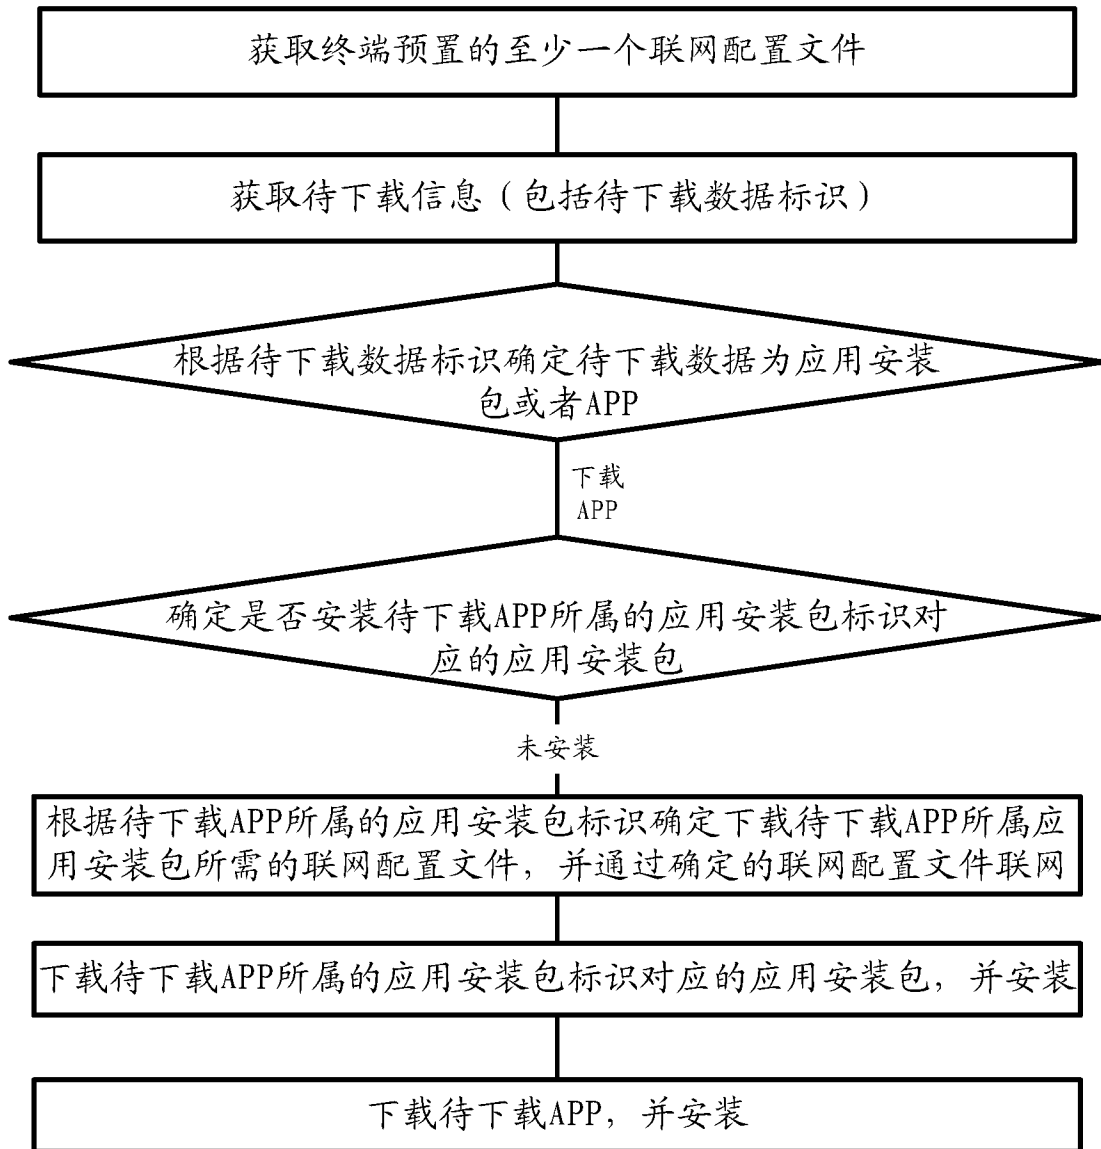 获取终端预置的至少一个联网配置文件
获取待下载信息（包括待下载数据标识）
根据待下载数据标识确定待下载数据为应用安装
包或者APP
下载
APP
确定是否安装待下载APP所属的应用安装包标识对
应的应用安装包
未安装
根据待下载APP所属的应用安装包标识确定下载待下载APP所属应
用安装包所需的联网配置文件，并通过确定的联网配置文件联网
下载待下载APP所属的应用安装包标识对应的应用安装包，并安装
下载待下载APP，并安装